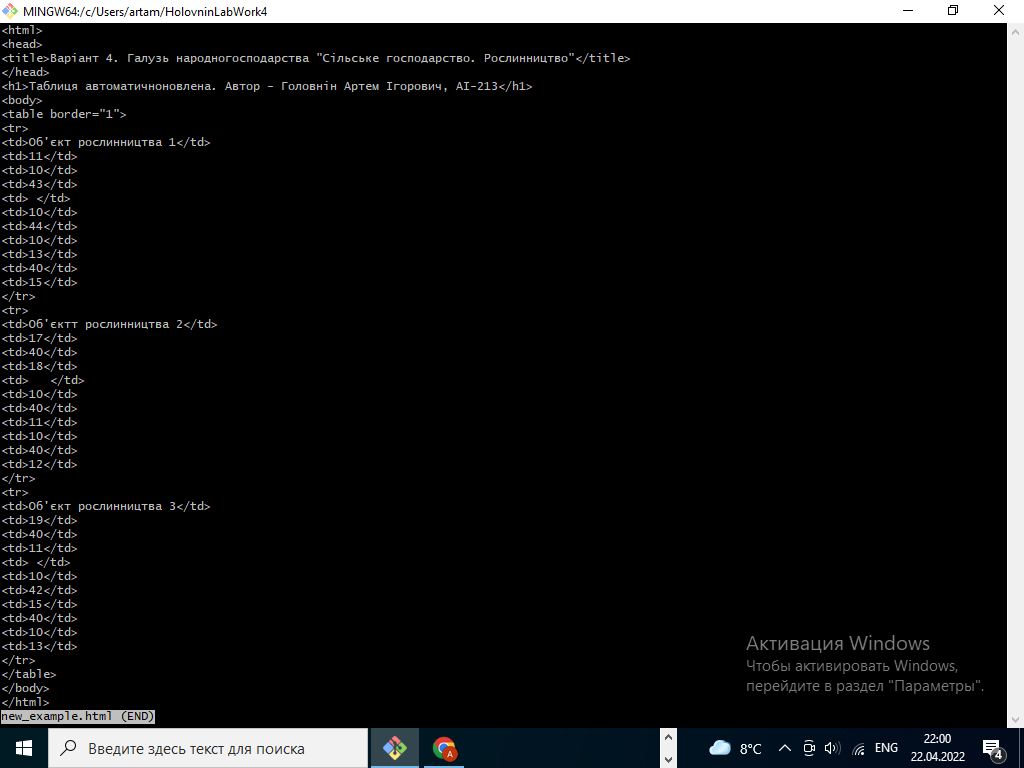 MINGW64:/c/Users/artam/HolovninLabWork4
<html>
<head>
<title>Варіант 4. Галузь народногосподарства "Сільське господарство. Рослинництво"</title>
</head>
<h1>Таблиця автоматичноновлена. Автор - Головнін Артем Ігорович, АІ-213</h1>
<body>
<table border="1">
<tr>
<td>Об'єкт рослинництва 1</td>
<td>11</td>
<td>10</td>
<td>43</td>
<td> </td>
<td>10</td>
<td>44</td>
<td>10</td>
<td>13</td>
<td>40</td>
<td>15</td>
</tr>
<tr>
<td>Об'єктт рослинництва 2</td>
<td>17</td>
<td>40</td>
<td>18</td>
<td>   </td>
<td>10</td>
<td>40</td>
<td>11</td>
<td>10</td>
<td>40</td>
<td>12</td>
</tr>
<tr>
<td>Об'єкт рослинництва 3</td>
<td>19</td>
<td>40</td>
<td>11</td>
<td> </td>
<td>10</td>
<td>42</td>
<td>15</td>
<td>40</td>
<td>10</td>
<td>13</td>
</tr>
</table>
</body>
</html>
new_example.html (END)
Активация Windows
Чтобы активировать Windows,
перейдите в раздел "Параметры".
Введите здесь текст для поиска
A
8°C
ENG
22:00
22.04.2022
4